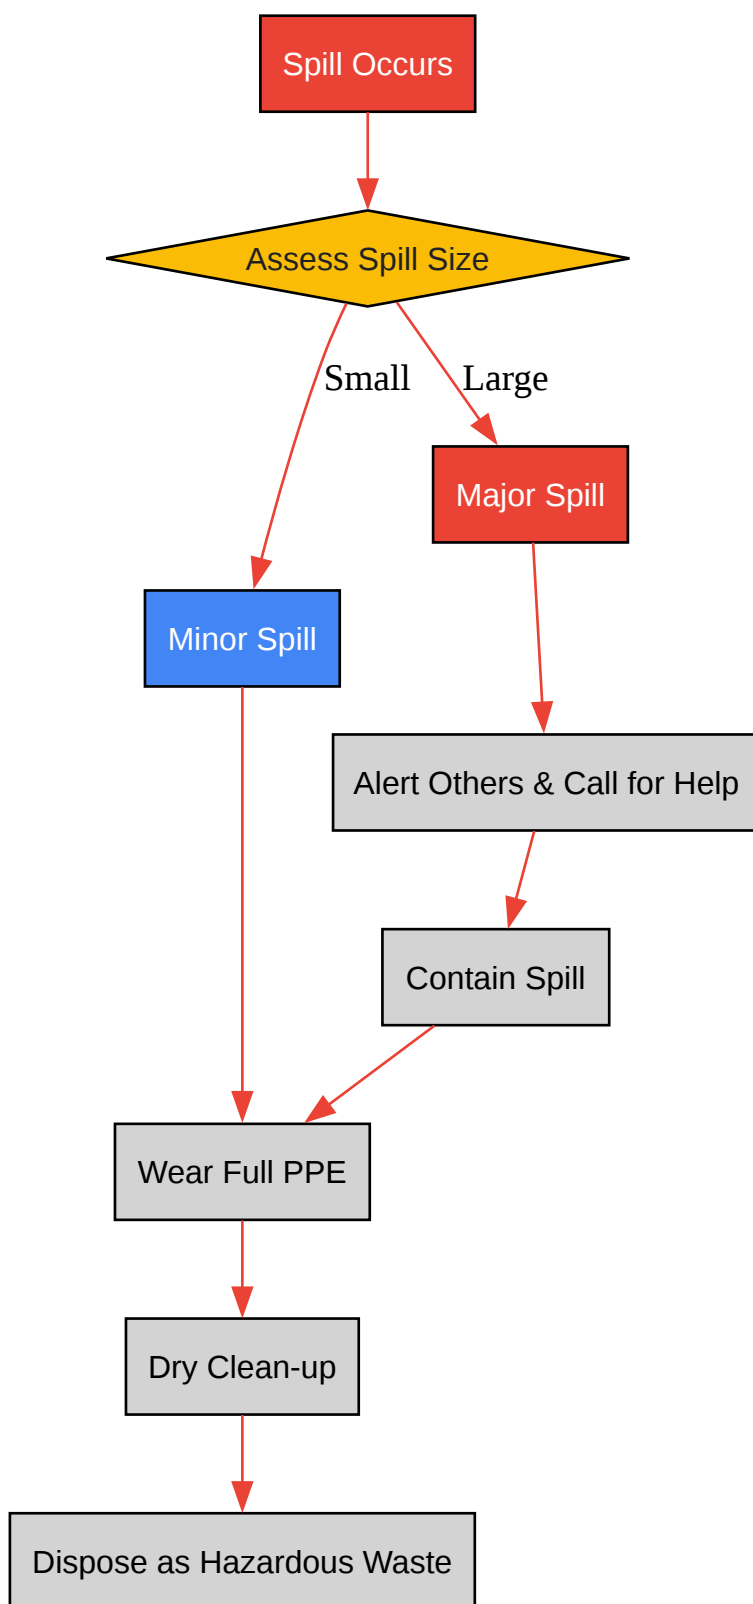 Spill Occurs
Assess Spill Size
Small
Large
Major Spill
Minor Spill
Alert Others & Call for Help
Contain Spill
Wear Full PPE
Dry Clean-up
Dispose as Hazardous Waste